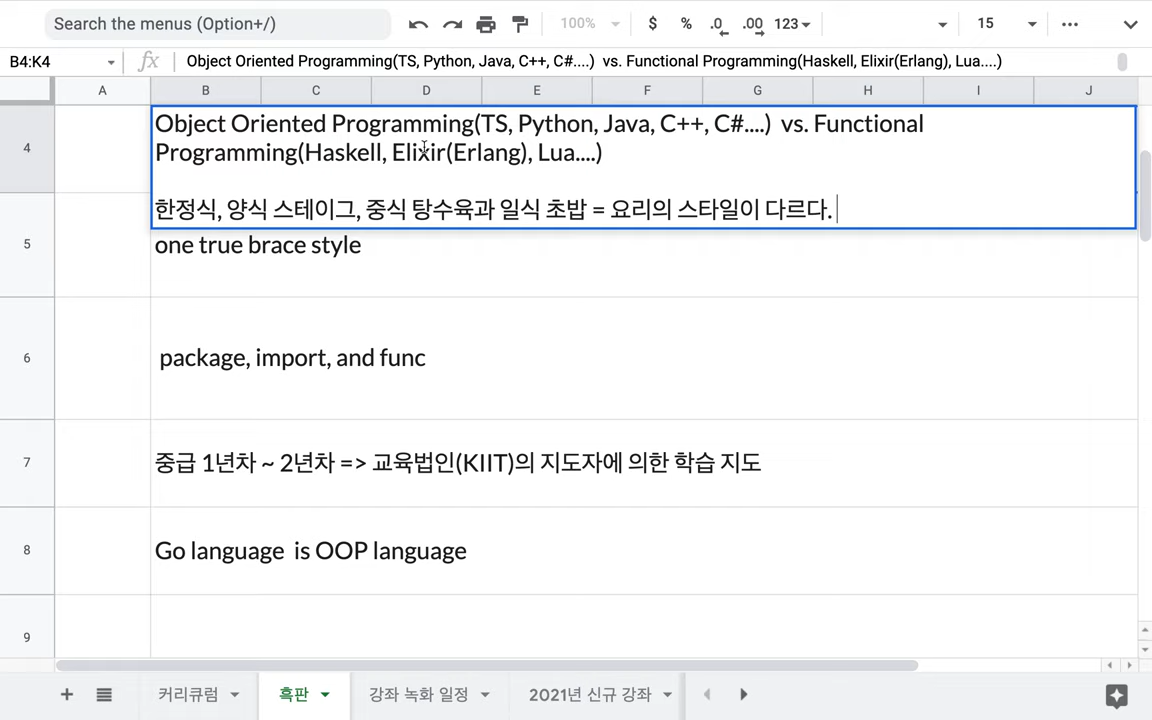 Search the menus (Option+/)
100%
$
%
.0
.00
123
15
B4:K4
fx
Object Oriented Programming(TS, Python, Java, C++, C#....)  vs. Functional Programming(Haskell, Elixir(Erlang), Lua....)
A B C D E F G H I J
4
Object Oriented Programming(TS, Python, Java, C++, C#....)  vs. Functional
Programming(Haskell, Elixir(Erlang), Lua....)
한정식, 양식 스테이그, 중식 탕수육과 일식 초밥 = 요리의 스타일이 다르다.
5
one true brace style
6
package, import, and func
7
중급 1년차 ~ 2년차 => 교육법인(KIIT)의 지도자에 의한 학습 지도
8
Go language  is OOP language
9
커리큐럼
흑판
강좌 녹화 일정
2021년 신규 강좌